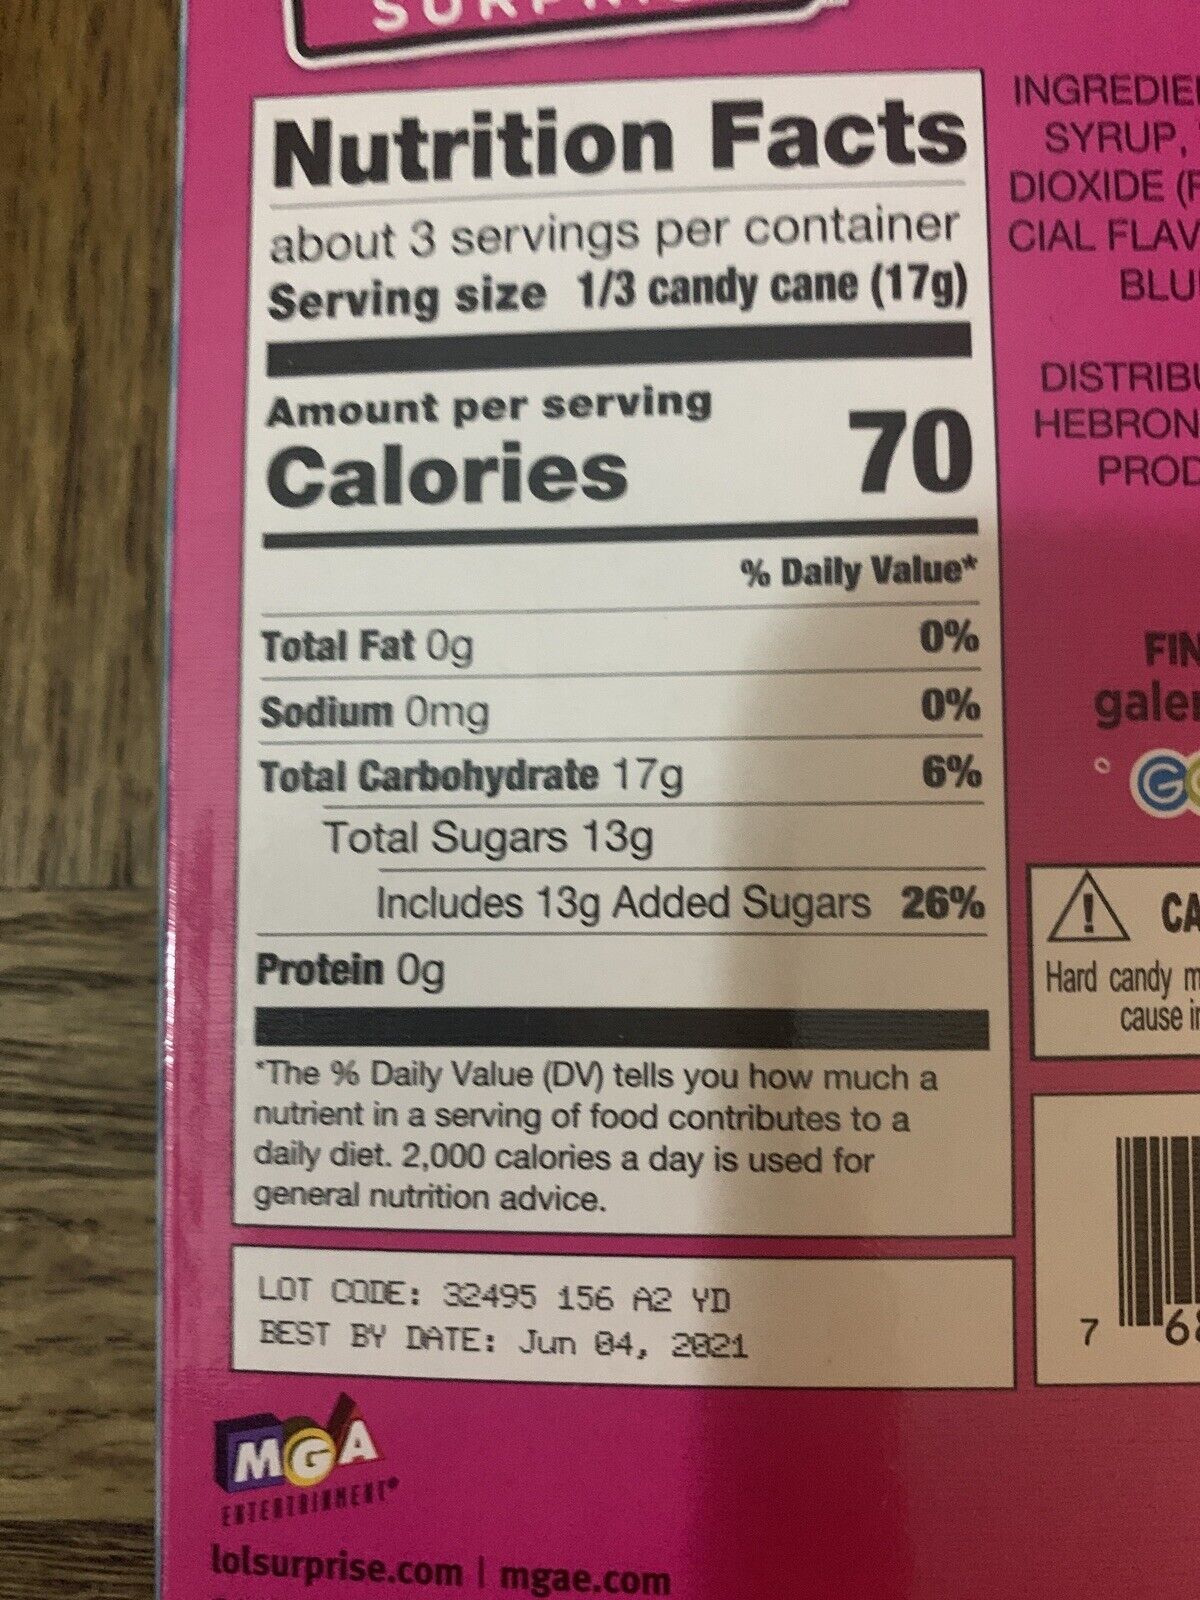 Nutrition Facts
about 3 servings per container
Serving size 1/3 candy cane (17g)
Amount per serving
Calories 70
% Daily Value*
Total Fat 0g 0%
Sodium 0mg 0%
Total Carbohydrate 17g 6%
Total Sugars 13g
Includes 13g Added Sugars 26%
Protein 0g
*The % Daily Value (DV) tells you how much a
nutrient in a serving of food contributes to a
daily diet. 2,000 calories a day is used for
general nutrition advice.
LOT CODE: 32495 156 A2 YD
BEST BY DATE: Jun 04, 2021
MGA
ENTERTAINMENT®
lolsurprise.com | mgae.com
SYRUP,
DIOXIDE
CIAL
HEBRON
Hard candy
cause
7